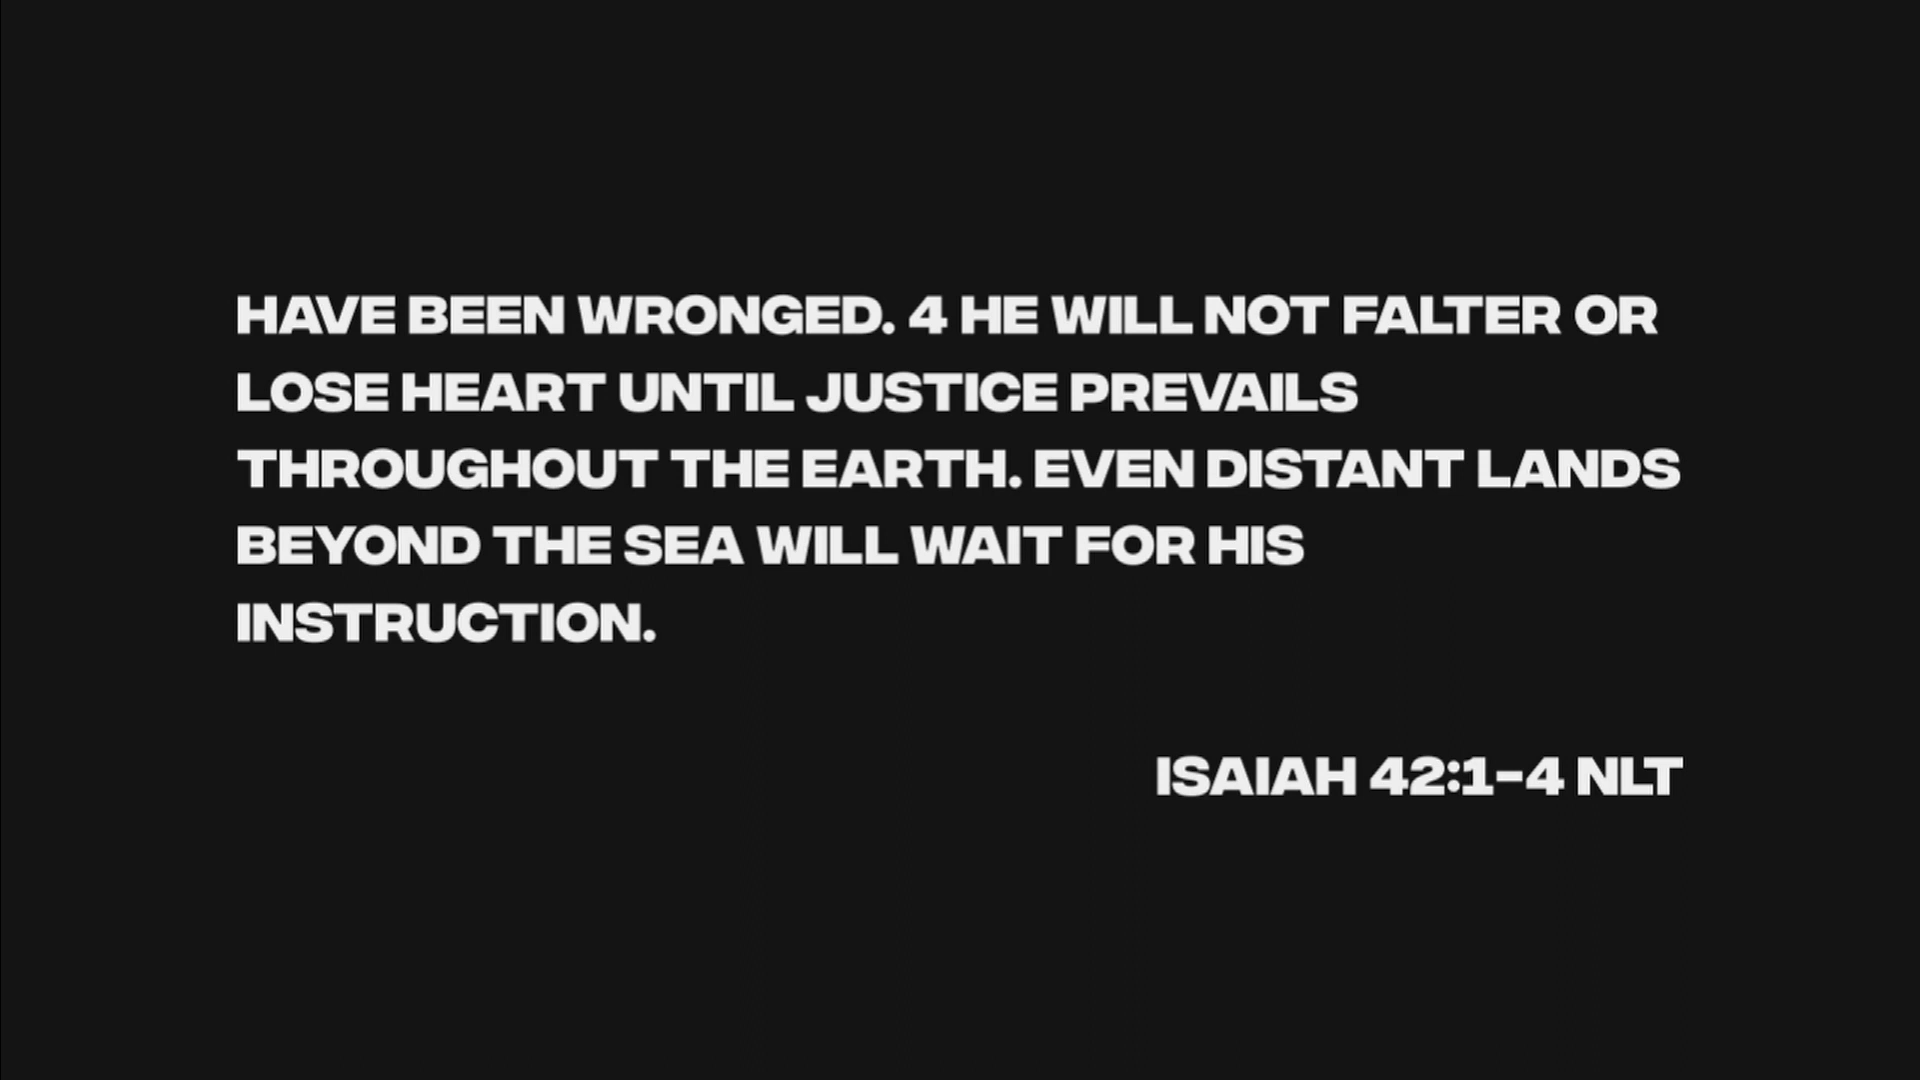 HAVE BEEN WRONGED. 4 HE WILL NOT FALTER OR
LOSE HEART UNTIL JUSTICE PREVAILS
THROUGHOUT THE EARTH. EVEN DISTANT LANDS
BEYOND THE SEA WILL WAIT FOR HIS
INSTRUCTION.
ISAIAH 42:1-4 NLT